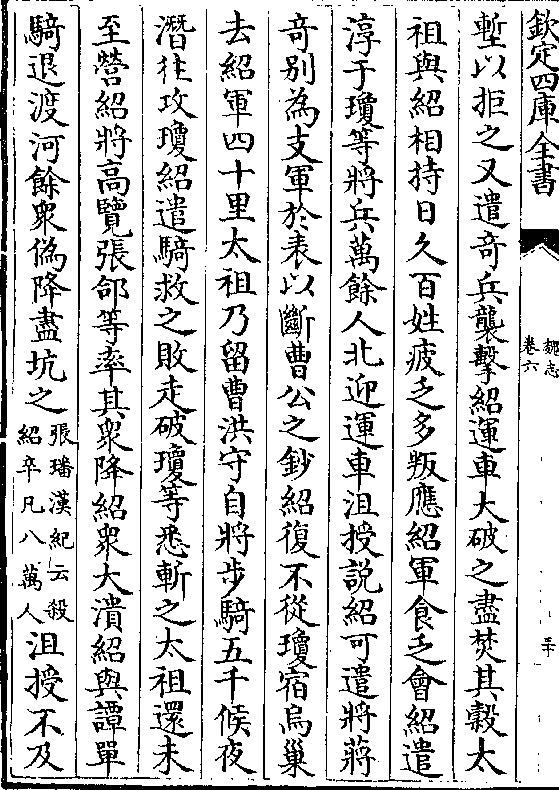 欽定四庫全書
魏志
卷六
三十
塹以拒之又遣奇兵襲擊紹運車大破之盡焚其穀太
祖與紹相持日久百姓疲乏多叛應紹軍食乏會紹遣
淳于瓊等將兵萬餘人北迎運車沮授説紹可遣將蔣
竒别為支軍於表以斷曹公之鈔紹復不從瓊宿烏巢
去紹軍四十里太祖乃留曹洪守自將步騎五千候夜
潛往攻瓊紹遣騎救之敗走破瓊等悉斬之太祖還未
至營紹將高覽張郃等率其衆降紹衆大潰紹與譚單
騎退渡河餘衆偽降盡坑之
張璠漢紀云殺
紹卒凡八萬人
沮授不及